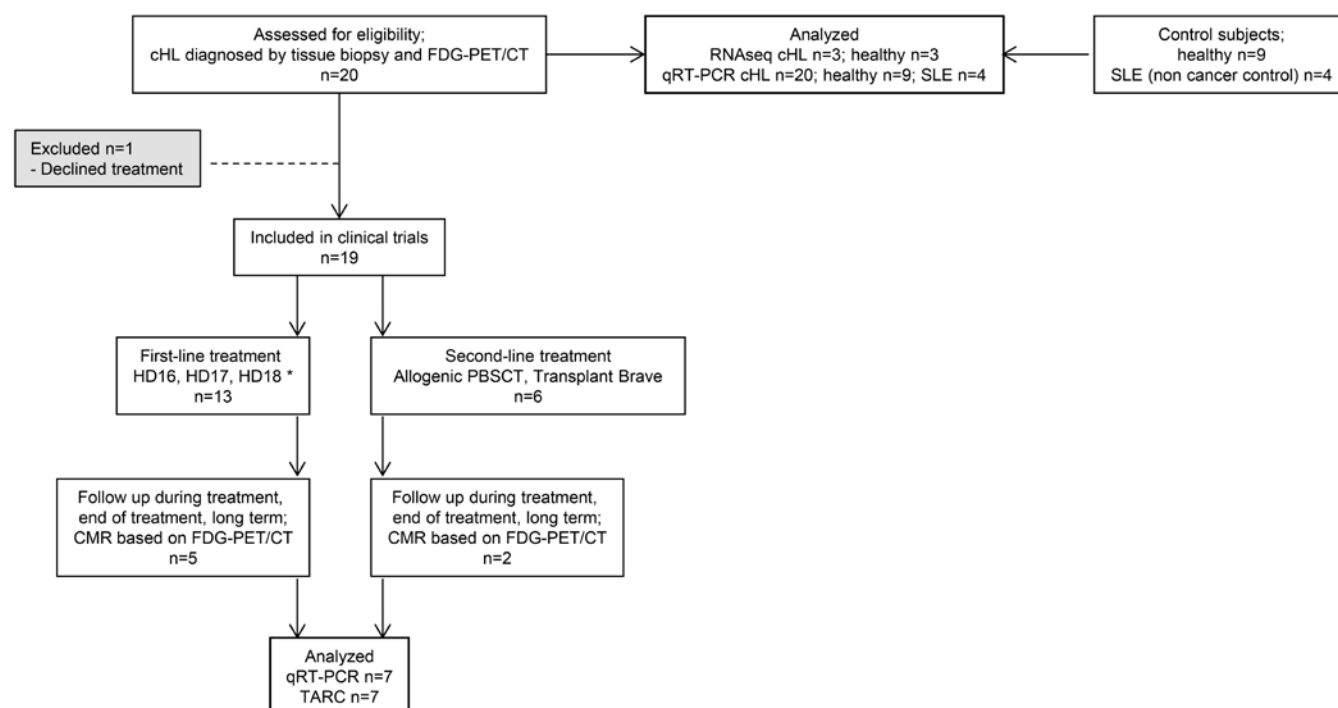 Assessed for eligibility;
cHL diagnosed by tissue biopsy and FDG-PET/CT
n=20
Analyzed
RNAseq cHL n=3; healthy n=3
qRT-PCR cHL n=20; healthy n=9; SLE n=4
Control subjects;
healthy n=9
SLE (non cancer control) n=4
Excluded n=1
- Declined treatment
Included in clinical trials
n=19
First-line treatment
HD16, HD17, HD18 *
n=13
Second-line treatment
Allogenic PBSCT, Transplant Brave
n=6
Follow up during treatment,
end of treatment, long term;
CMR based on FDG-PET/CT
n=5
Follow up during treatment,
end of treatment, long term;
CMR based on FDG-PET/CT
n=2
Analyzed
qRT-PCR n=7
TARC n=7